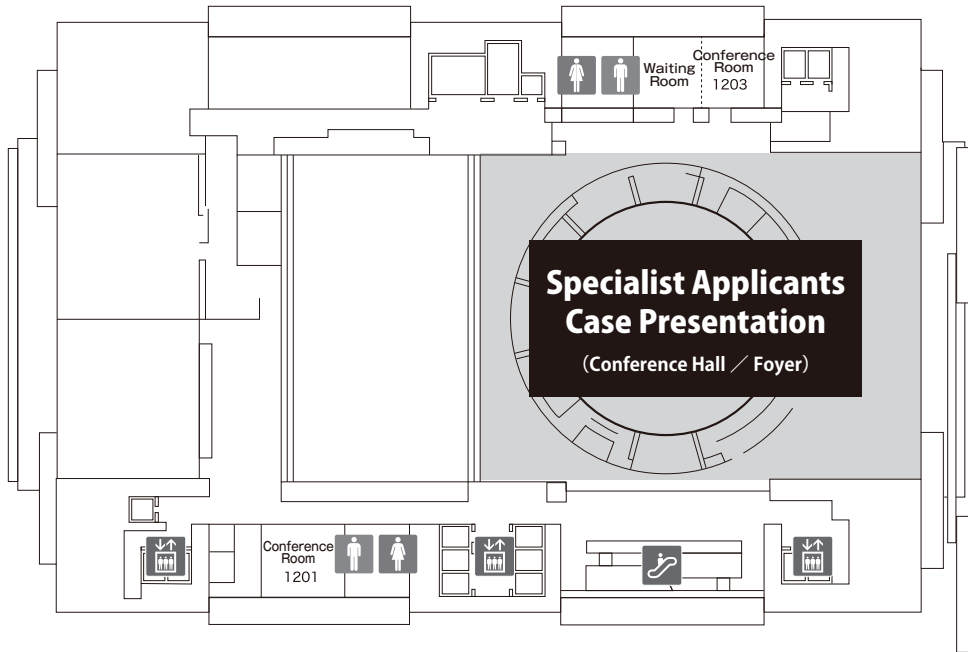 Waiting
Room
Conference
Room
1203
Specialist Applicants
Case Presentation
(Conference Hall ／ Foyer)
Conference
Room
1201